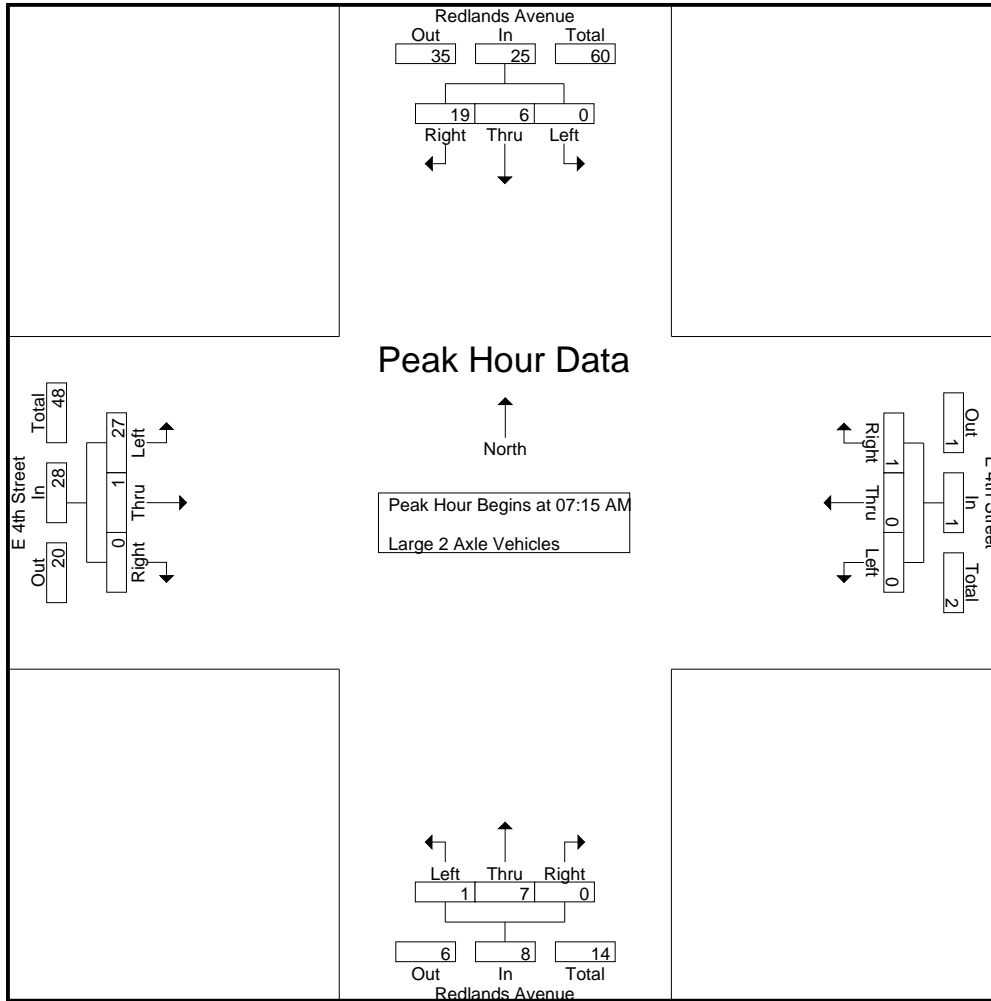 Redlands Avenue
Out In Total
35 25 60
19 6 0
Right Thru Left
Peak Hour Data
North
Peak Hour Begins at 07:15 AM
Large 2 Axle Vehicles
E 4th Street
Out In Total
20 28 48
Right Thru Left
0 1 27
E 4th Street
Out In Total
1 1 2
Right Thru Left
1 0 0
Left Thru Right
1 7 0
6 8 14
Out In Total
Redlands Avenue